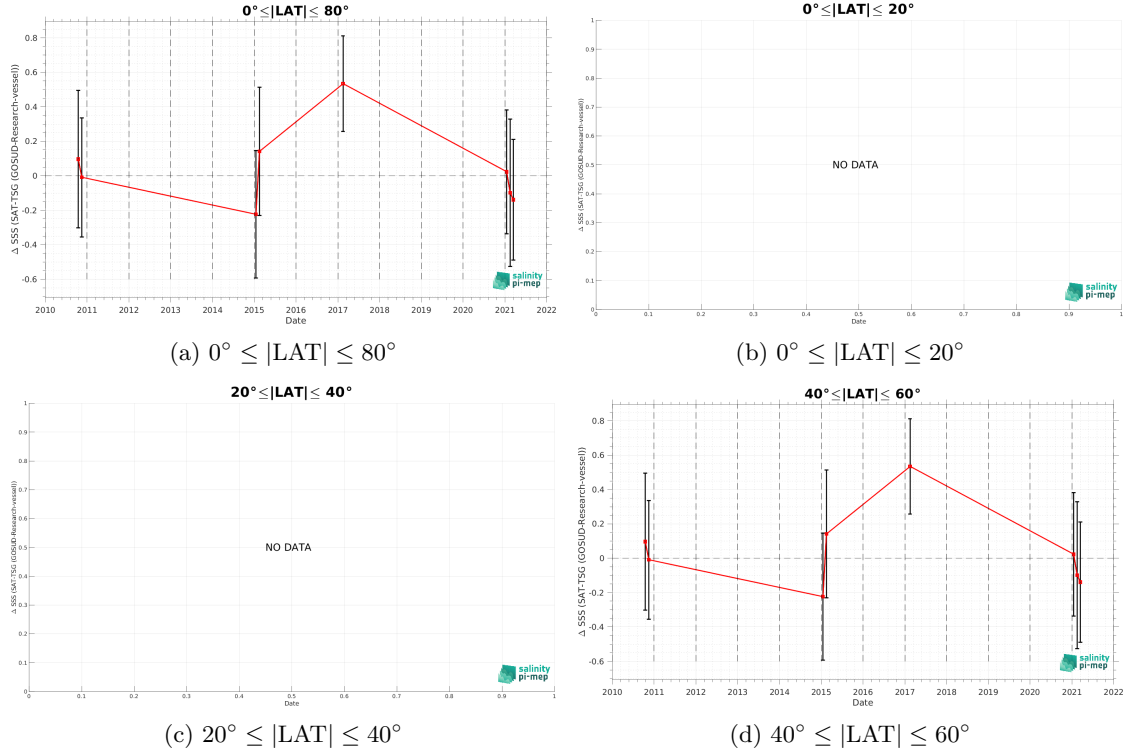 0°≤|LAT|≤ 80°
Δ SSS (SAT-TSG (GOSUD-Research-vessel))
0.8
0.6
0.4
0.2
0
-0.2
-0.4
-0.6
2010 2011 2012 2013 2014 2015 2016 2017 2018 2019 2020 2021 2022
Date
salinity
pi-mep
(a) 0° ≤ |LAT| ≤ 80°
0°≤|LAT|≤ 20°
Δ SSS (SAT-TSG (GOSUD-Research-vessel))
1
0.9
0.8
0.7
0.6
0.5
0.4
0.3
0.2
0.1
0
NO DATA
0 0.1 0.2 0.3 0.4 0.5 0.6 0.7 0.8 0.9 1
Date
salinity
pi-mep
(b) 0° ≤ |LAT| ≤ 20°
20°≤|LAT|≤ 40°
Δ SSS (SAT-TSG (GOSUD-Research-vessel))
1
0.9
0.8
0.7
0.6
0.5
0.4
0.3
0.2
0.1
0
NO DATA
0 0.1 0.2 0.3 0.4 0.5 0.6 0.7 0.8 0.9 1
Date
salinity
pi-mep
(c) 20° ≤ |LAT| ≤ 40°
40°≤|LAT|≤ 60°
Δ SSS (SAT-TSG (GOSUD-Research-vessel))
0.8
0.6
0.4
0.2
0
-0.2
-0.4
-0.6
2010 2011 2012 2013 2014 2015 2016 2017 2018 2019 2020 2021 2022
Date
salinity
pi-mep
(d) 40° ≤ |LAT| ≤ 60°